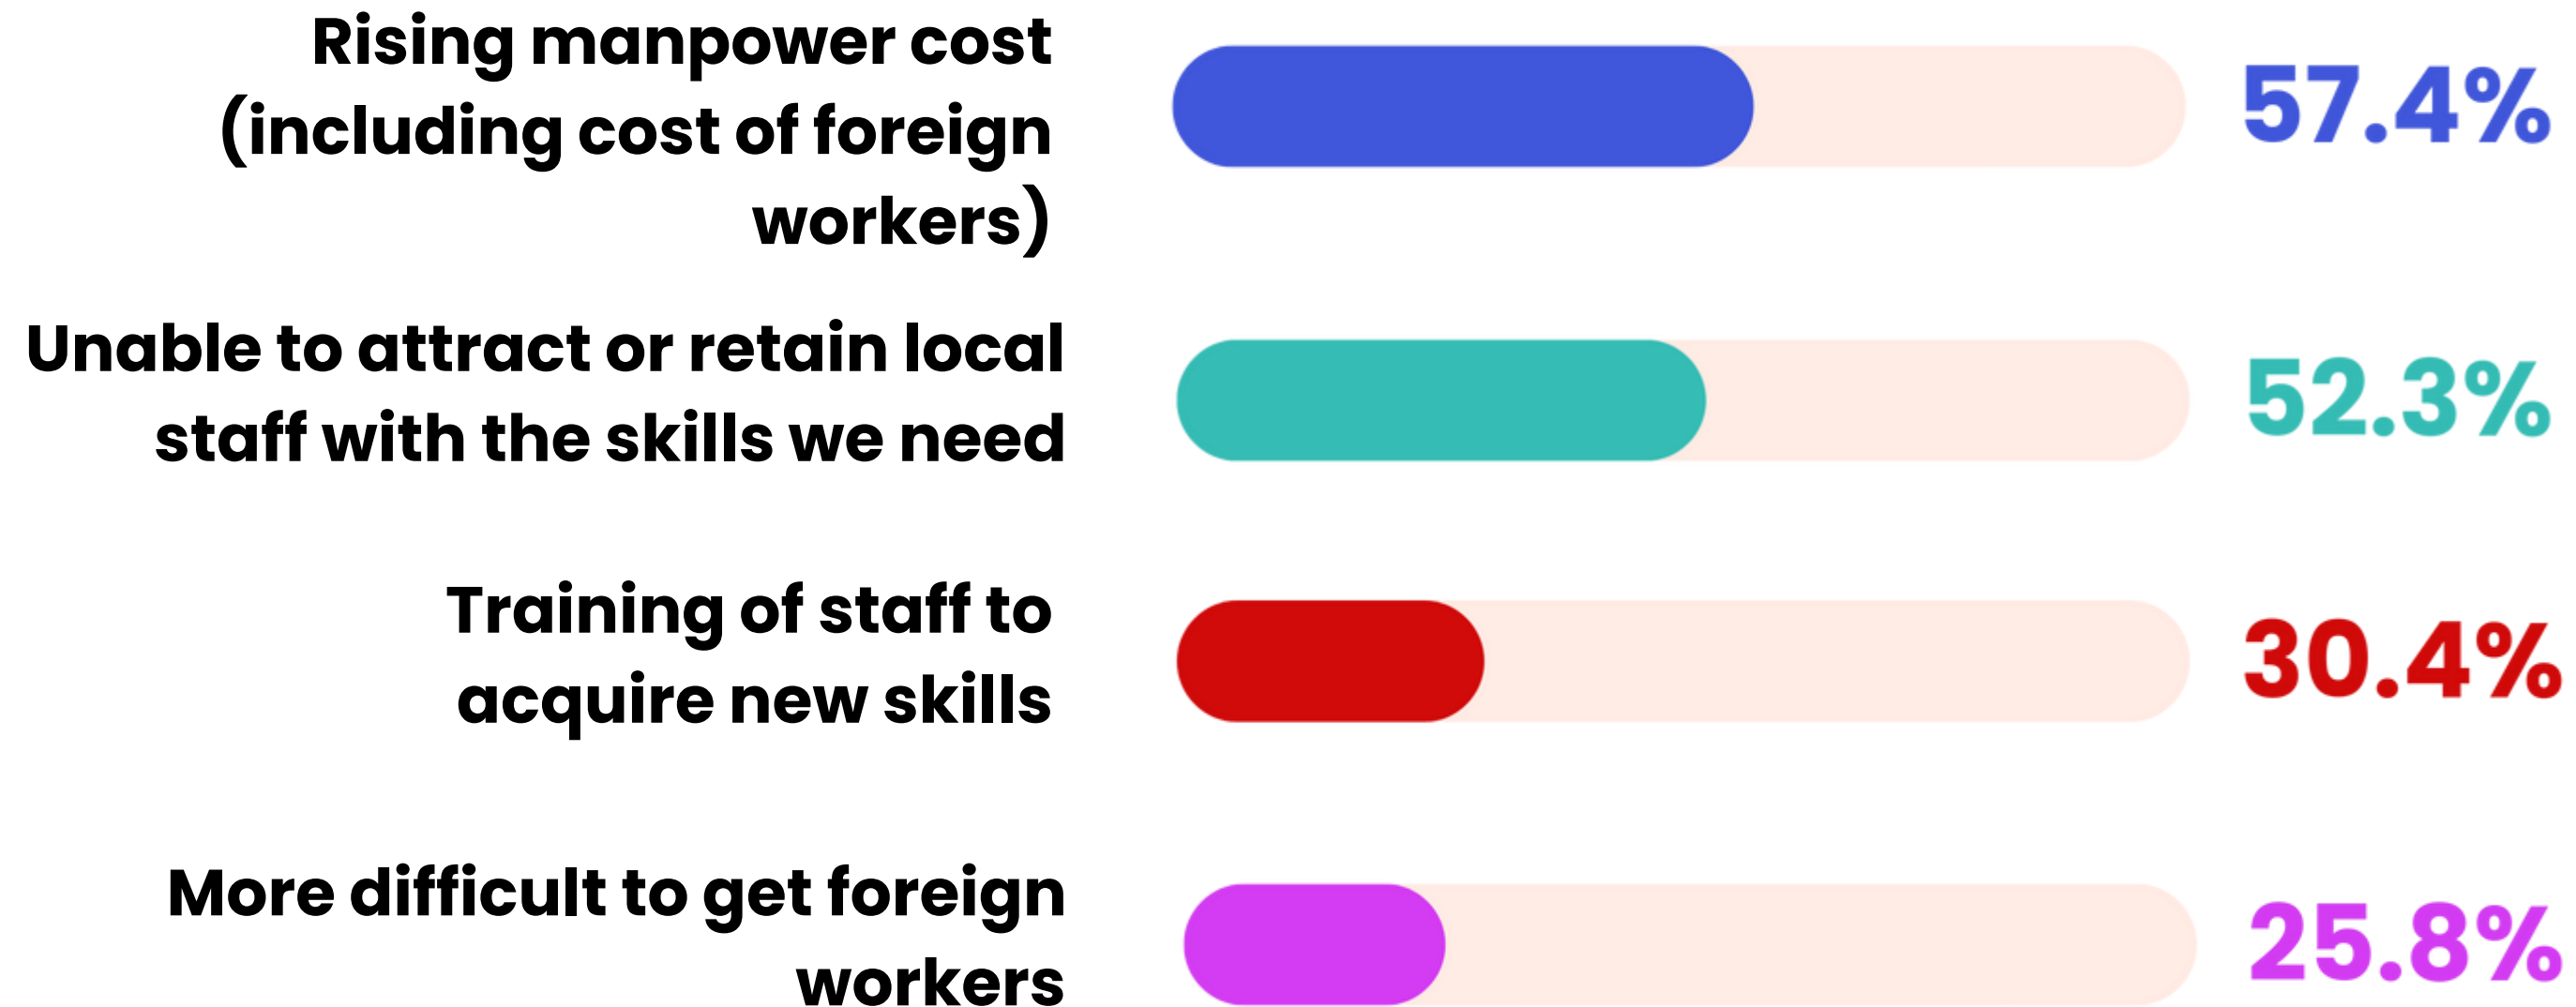 Rising manpower cost
(including cost of foreign
workers)
57.4%
Unable to attract or retain local
staff with the skills we need
52.3%
Training of staff to
acquire new skills
30.4%
More difficult to get foreign
workers
25.8%